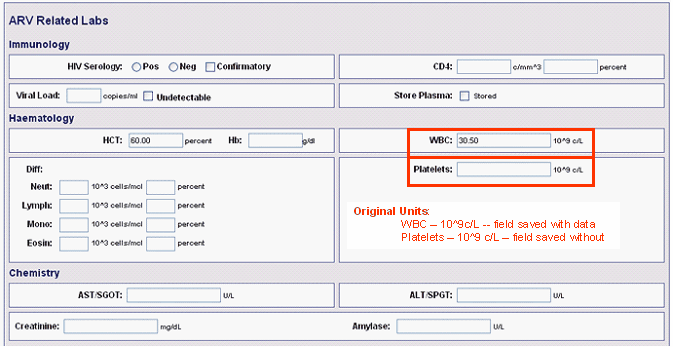 ARV Related Labs
Immunology
HIV Serology: Pos Neg Confirmatory CD4: c/mm^3 percent
Viral Load: copies/ml Undetectable Store Plasma: Stored
Haematology
HCT: 60.00 percent Hb: g/dl WBC: 30.50 10^9 c/L
Diff: Platelets: 10^9 c/L
Neut: 10^3 cells/mcl percent
Lymph: 10^3 cells/mcl percent
Mono: 10^3 cells/mcl percent
Eosin: 10^3 cells/mcl percent
Original Units:
WBC – 10^9c/L -- field saved with data
Platelets – 10^9 c/L – field saved without
Chemistry
AST/SGOT: U/L ALT/SPGT: U/L
Creatinine: mg/dL Amylase: U/L